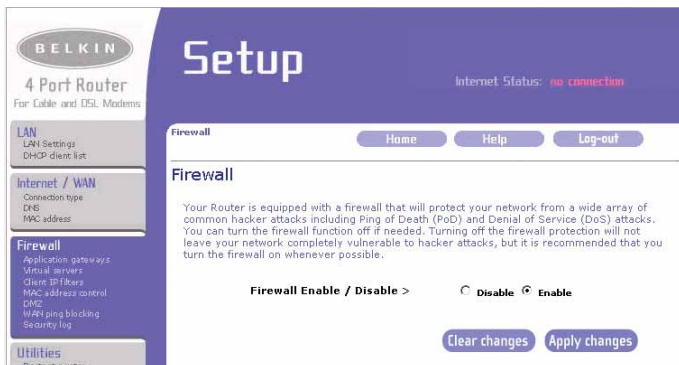 BELKIN
4 Port Router
For Cable and DSL Modems
Setup
Internet Status: no connection
LAN
LAN Settings
DHCP client list
Internet / WAN
Connection type
DNS
MAC address
Firewall
Application gateways
Virtual servers
Client IP filters
MAC address control
DMZ
WAN ping blocking
Security log
Utilities
Firewall
Home
Help
Log-out
Firewall
Your Router is equipped with a firewall that will protect your network from a wide array of
common hacker attacks including Ping of Death (PoD) and Denial of Service (DoS) attacks.
You can turn the firewall function off if needed. Turning off the firewall protection will not
leave your network completely vulnerable to hacker attacks, but it is recommended that you
turn the firewall on whenever possible.
Firewall Enable / Disable >
Disable
Enable
Clear changes
Apply changes